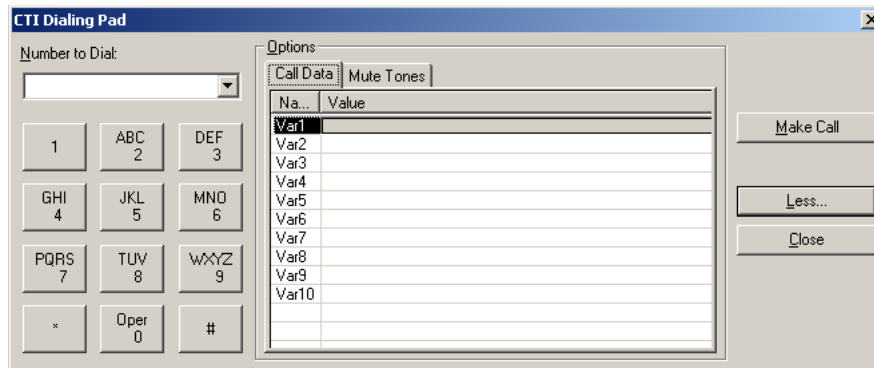 CTI Dialing Pad
Number to Dial:
1
ABC
2
DEF
3
GHI
4
JKL
5
MNO
6
PQRS
7
TUV
8
WXYZ
9
*
Oper
0
#
Options
Call Data
Mute Tones
Na... Value
Var1
Var2
Var3
Var4
Var5
Var6
Var7
Var8
Var9
Var10
Make Call
Less...
Close